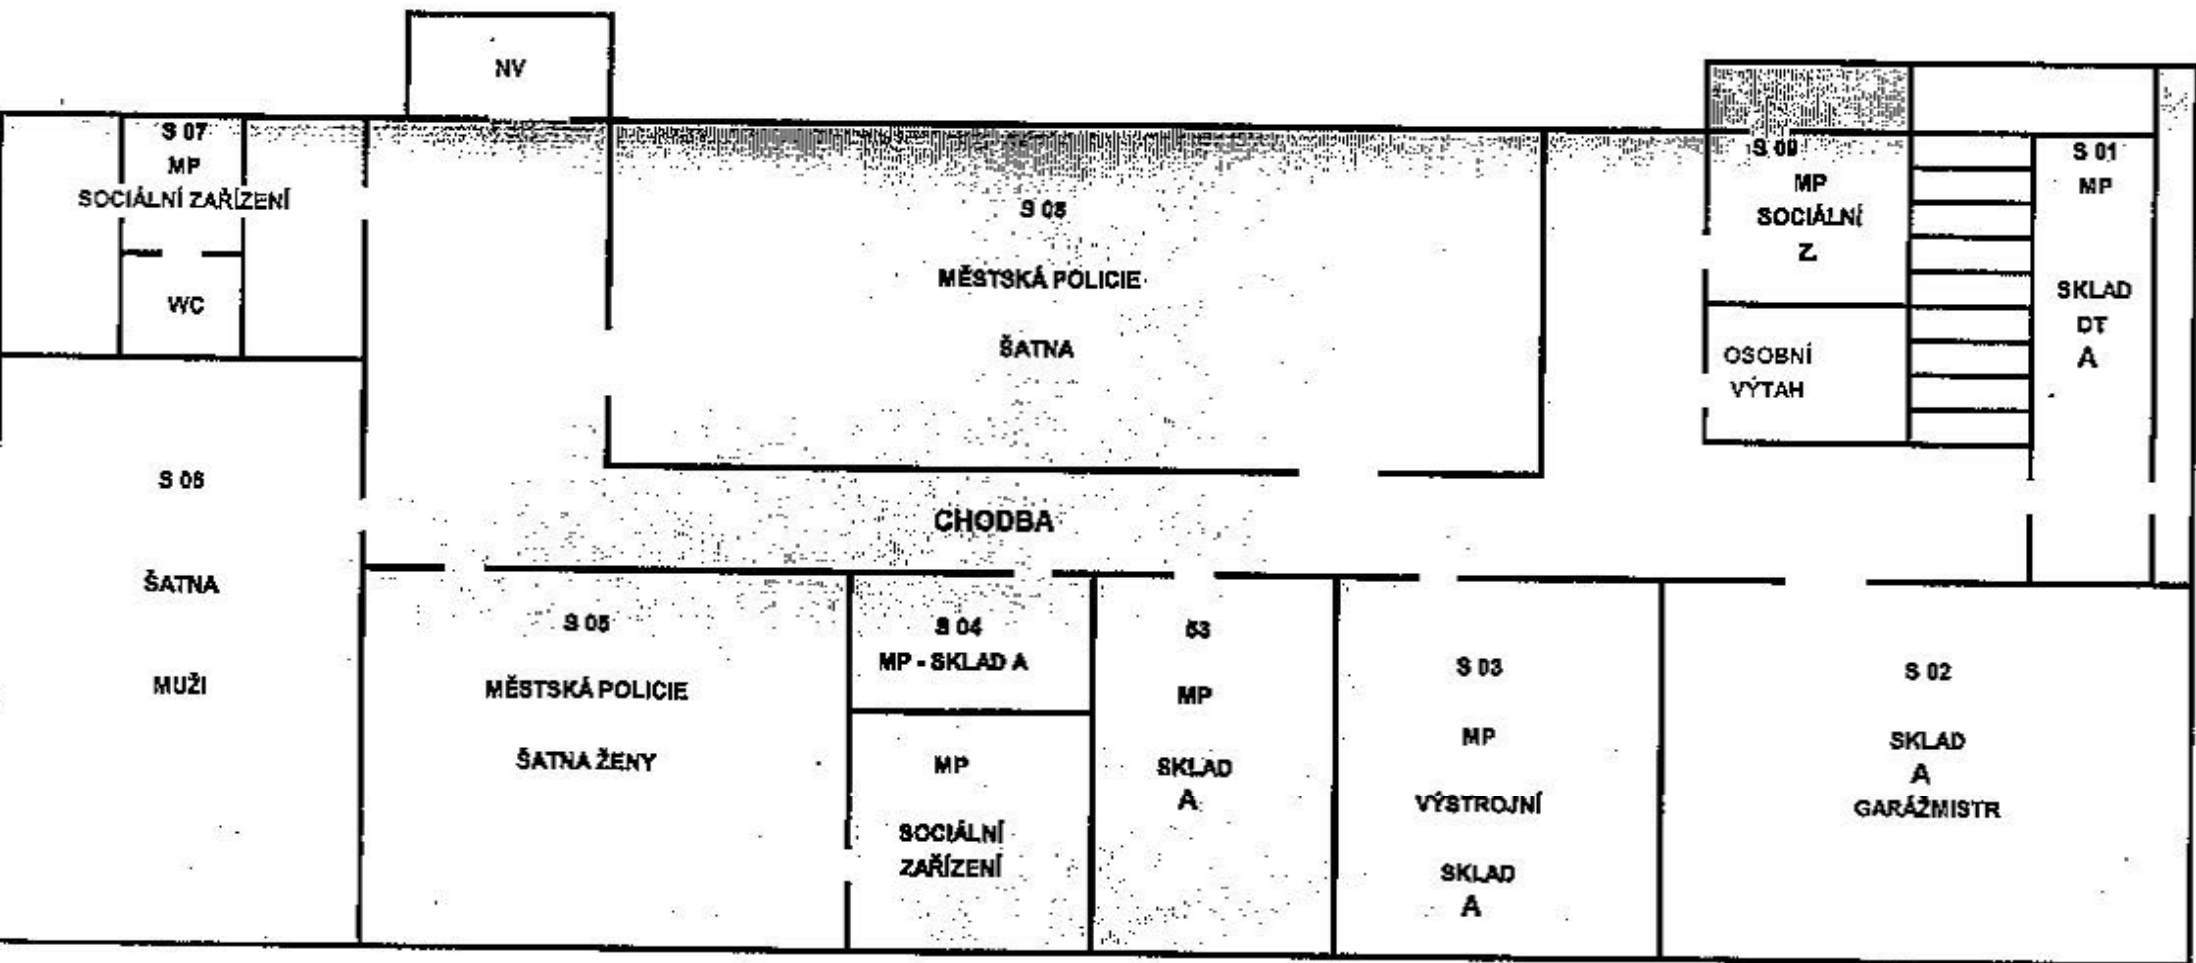 NV
S 07
MP
SOCIÁLNÍ ZAŘÍZENÍ
WC
S 08
MĚSTSKÁ POLICIE
ŠATNA
S 09
MP
SOCIÁLNÍ
Z.
OSOBNÍ
VÝTAH
S 01
MP
SKLAD
DT
A
S 06
ŠATNA
MUŽI
CHODBA
S 05
MĚSTSKÁ POLICIE
ŠATNA ŽENY
S 04
MP - SKLAD A
MP
SOCIÁLNÍ
ZAŘÍZENÍ
MP
SKLAD
A
S 03
MP
VÝSTROJNÍ
SKLAD
A
S 02
SKLAD
A
GARÁŽMISTR